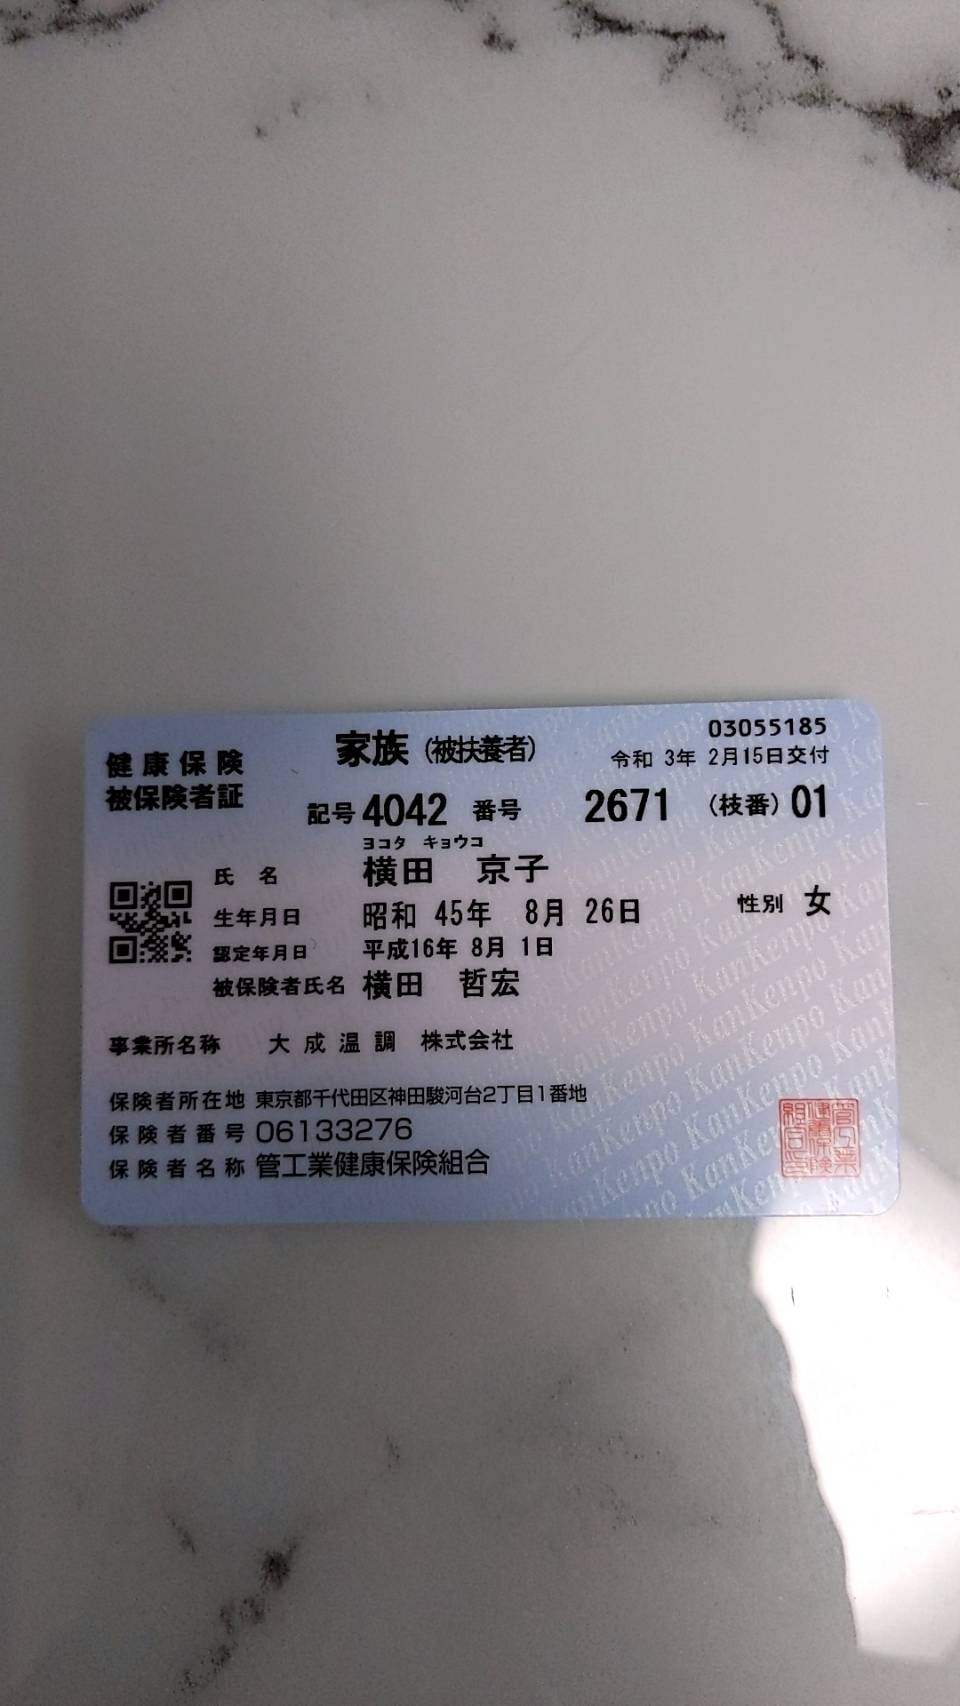 03055185
健康保険 家族（被扶養者） 令和 3年 2月15日交付
被保険者証
記号 4042 番号 2671 （枝番） 01
ヨコタ キョウコ
氏名 横田 京子
生年月日 昭和 45年 8月 26日 性別 女
認定年月日 平成16年 8月 1日
被保険者氏名 横田 哲宏
事業所名称 大成温調 株式会社
保険者所在地 東京都千代田区神田駿河台2丁目1番地
保険者番号 06133276
保険者名称 管工業健康保険組合
KanKenpo